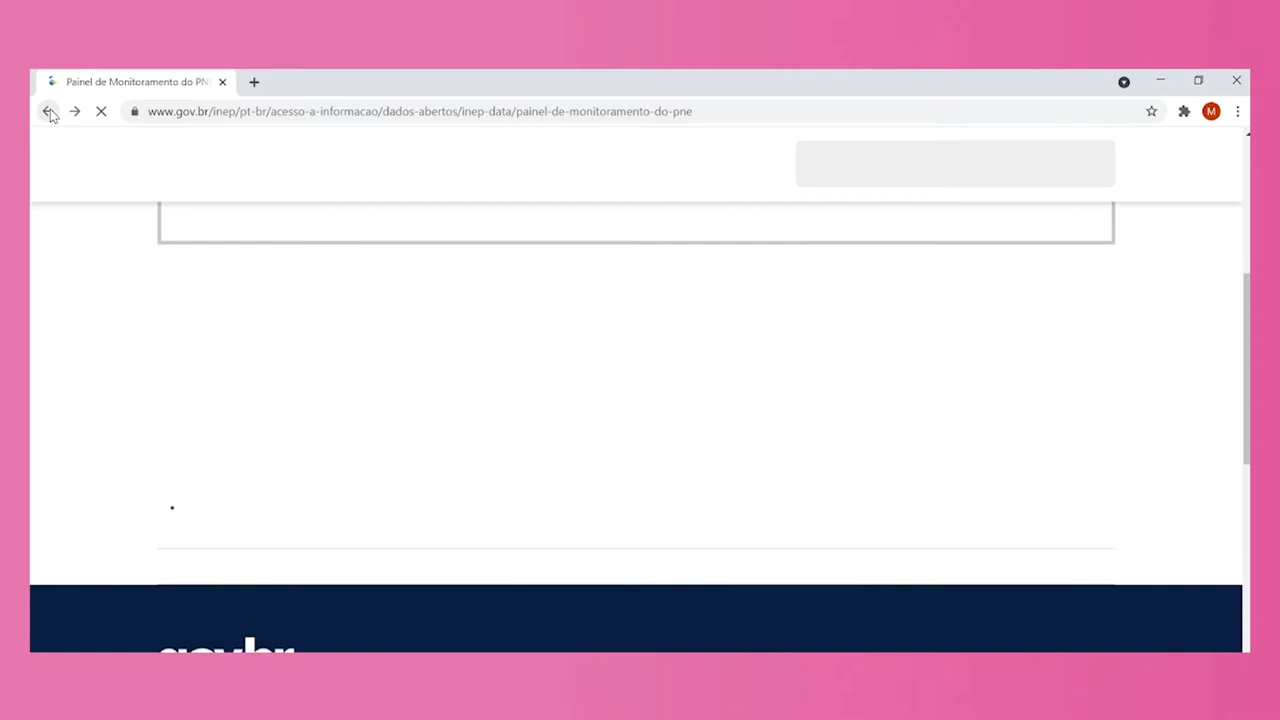 Painel de Monitoramento do PN
www.gov.br/inep/pt-br/acesso-a-informacao/dados-abertos/inep-data/painel-de-monitoramento-do-pne
M
govbr